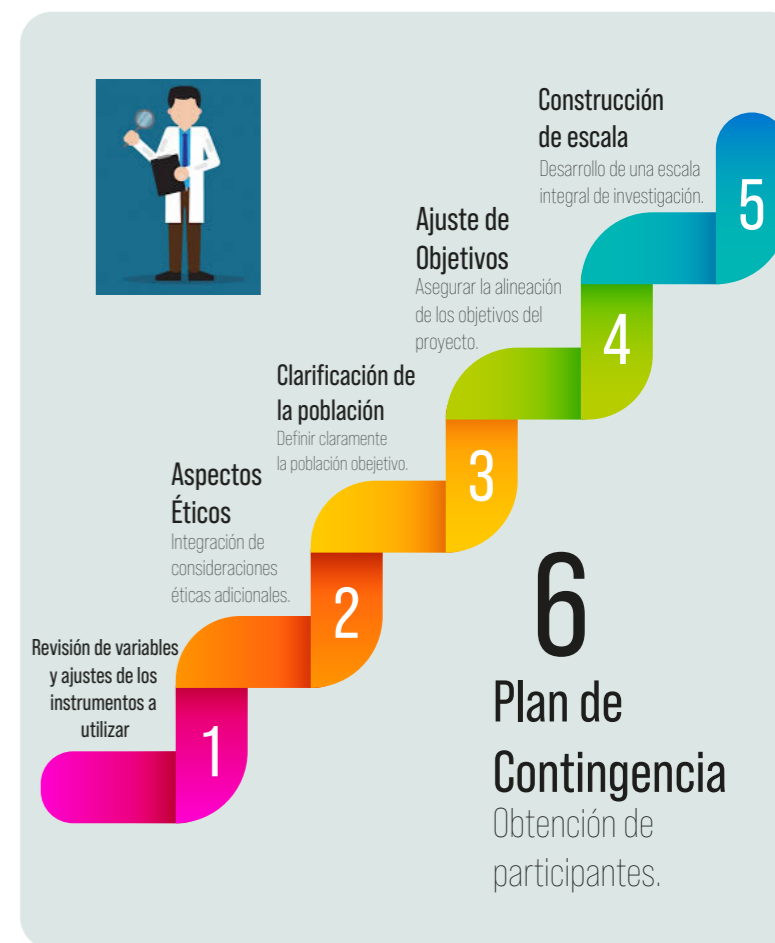 Revisión de variables
y ajustes de los
instrumentos a
utilizar
1
Aspectos
Éticos
Integración de
consideraciones
éticas adicionales.
2
Clarificación de
la población
Definir claramente
la población obejetivo.
3
Ajuste de
Objetivos
Asegurar la alineación
de los objetivos del
proyecto.
4
Construcción
de escala
Desarrollo de una escala
integral de investigación.
5
6
Plan de
Contingencia
Obtención de
participantes.